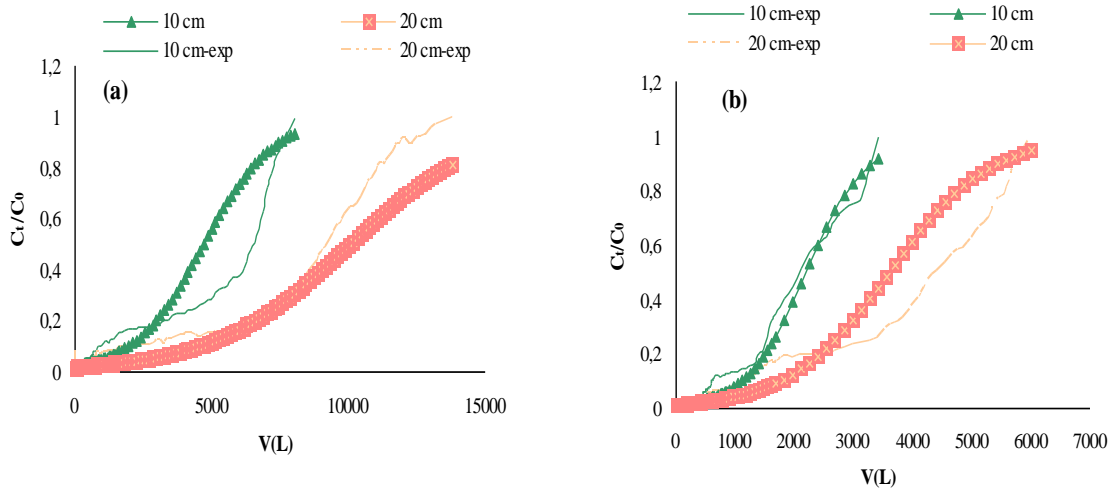 10 cm 20 cm
10 cm-exp 20 cm-exp
(a)
1,2
1
0,8
0,6
0,4
0,2
0
Ct/Co
0 5000 10000 15000
V(L)
10 cm-exp 10 cm
20 cm-exp 20 cm
(b)
1,2
1
0,8
0,6
0,4
0,2
0
Ct/Co
0 1000 2000 3000 4000 5000 6000 7000
V(L)